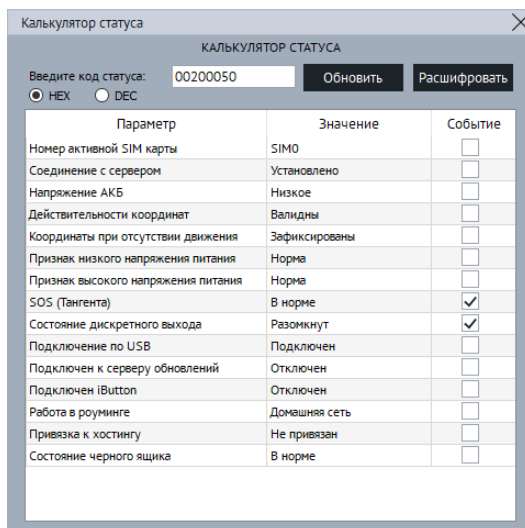 Калькулятор статуса
КАЛЬКУЛЯТОР СТАТУСА
Введите код статуса: 00200050 Обновить Расшифровать
HEX DEC
Параметр Значение Событие
Номер активной SIM карты SIM0
Соединение с сервером Установлено
Напряжение АКБ Низкое
Действительности координат Валидны
Координаты при отсутствии движения Зафиксированы
Признак низкого напряжения питания Норма
Признак высокого напряжения питания Норма
SOS (Тангента) В норме
Состояние дискретного выхода Разомкнут
Подключение по USB Подключен
Подключен к серверу обновлений Отключен
Подключен iButton Отключен
Работа в роуминге Домашняя сеть
Привязка к хостингу Не привязан
Состояние черного ящика В норме